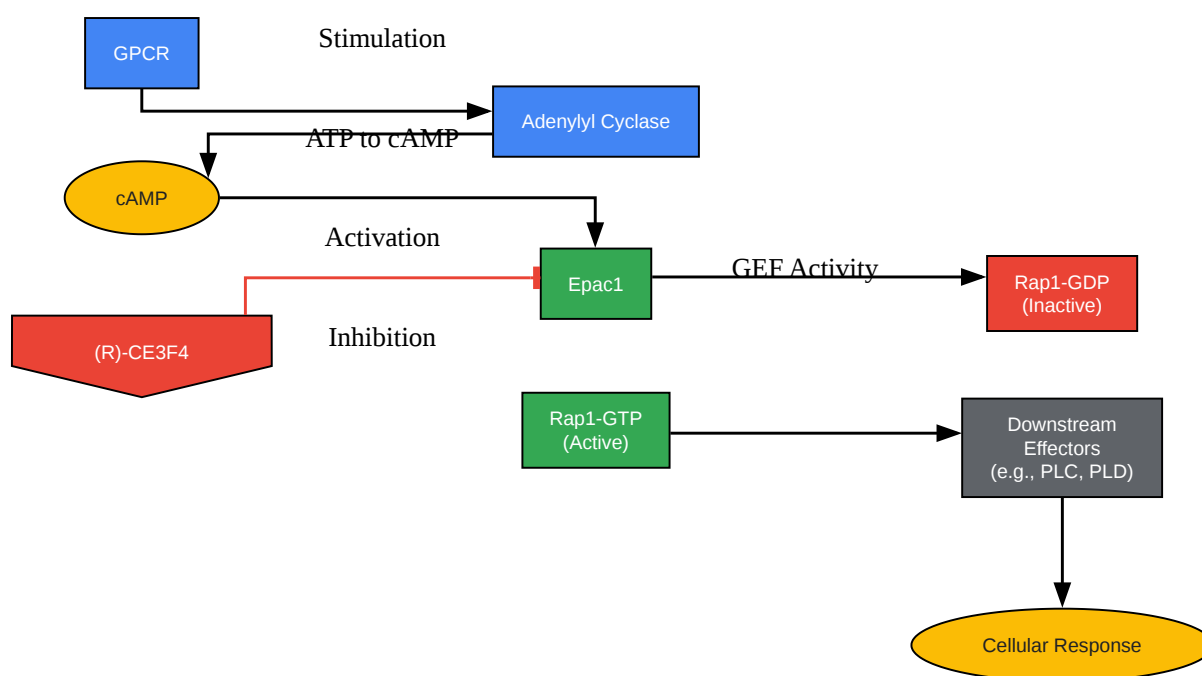 GPCR
Stimulation
Adenylyl Cyclase
ATP to cAMP
cAMP
Activation
Epac1
GEF Activity
Rap1-GDP
(Inactive)
Inhibition
(R)-CE3F4
Rap1-GTP
(Active)
Downstream
Effectors
(e.g., PLC, PLD)
Cellular Response